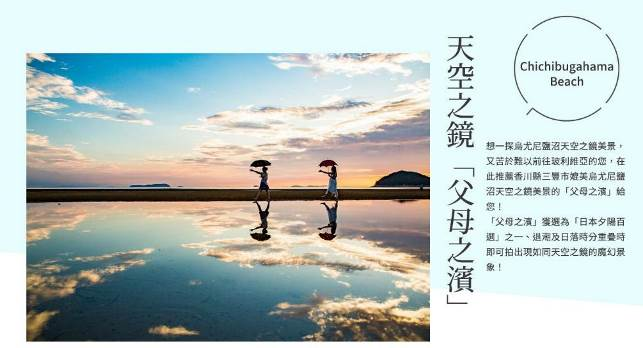 天空之鏡「父母之濱」
Chichibugahama
Beach
想一探烏尤尼鹽沼天空之鏡美景，
又苦於難以前往玻利維亞的您，在
此推薦香川縣三豐市媲美烏尤尼鹽
沼天空之鏡美景的「父母之濱」給
您！
「父母之濱」獲選為「日本夕陽百
選」之一、退潮及日落時分重疊時
即可拍出現如同天空之鏡的魔幻景
象！